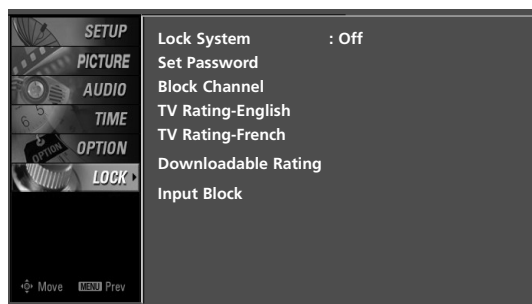 SETUP
PICTURE
AUDIO
TIME
OPTION
LOCK
Move MENU Prev
Lock System : Off
Set Password
Block Channel
TV Rating-English
TV Rating-French
Downloadable Rating
Input Block